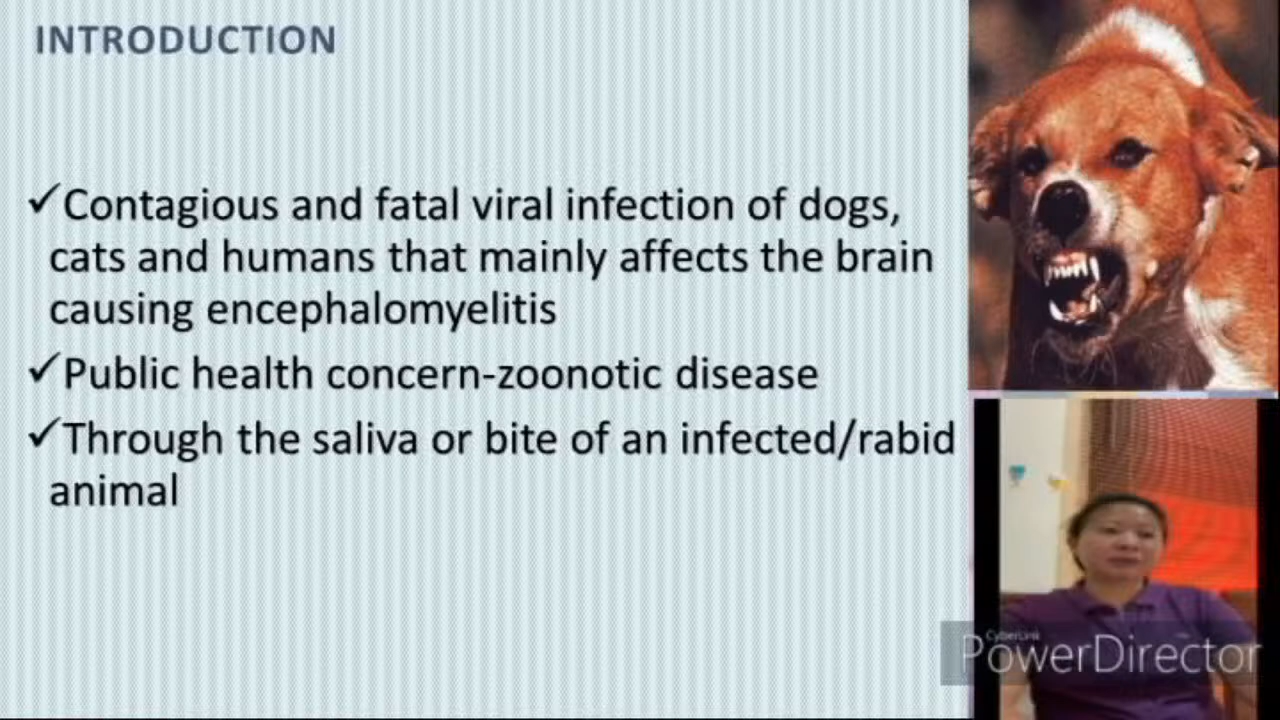 INTRODUCTION
✓Contagious and fatal viral infection of dogs,
cats and humans that mainly affects the brain
causing encephalomyelitis
✓Public health concern-zoonotic disease
✓Through the saliva or bite of an infected/rabid
animal
CyberLink
PowerDirector